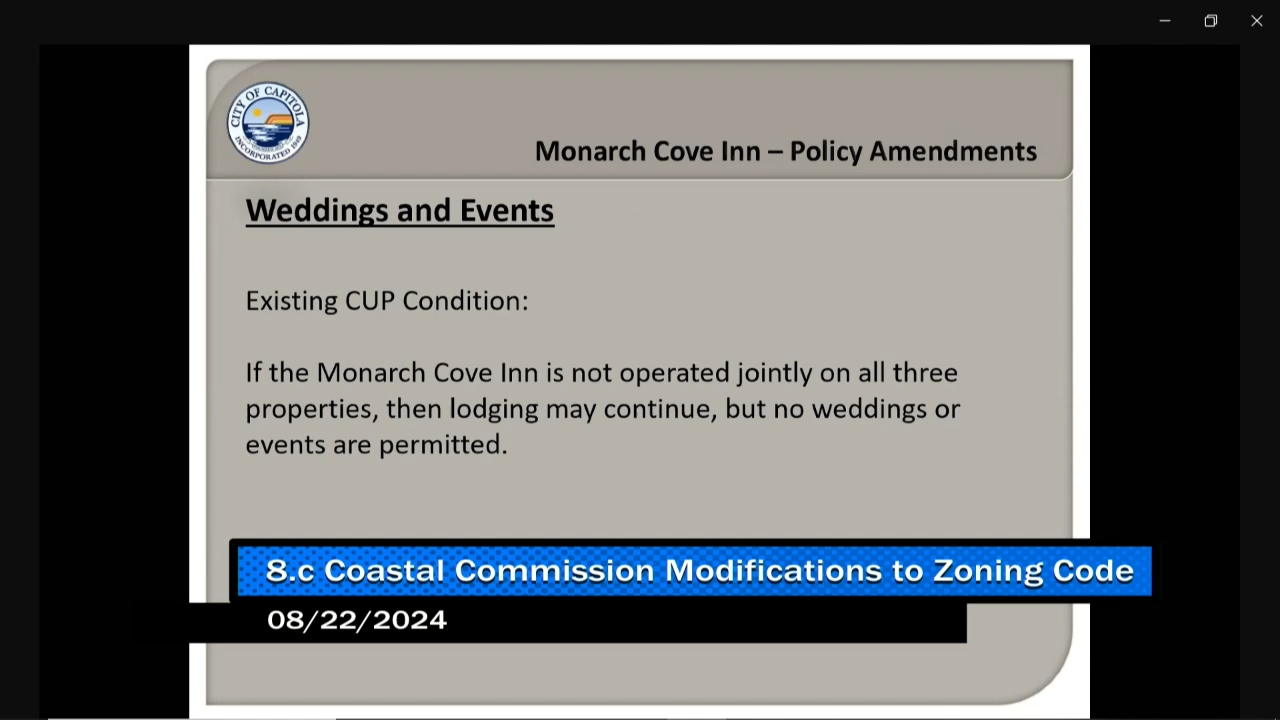 CITY OF CAPITOLA
INCORPORATED 1949
Monarch Cove Inn – Policy Amendments
Weddings and Events
Existing CUP Condition:
If the Monarch Cove Inn is not operated jointly on all three
properties, then lodging may continue, but no weddings or
events are permitted.
8.c Coastal Commission Modifications to Zoning Code
08/22/2024